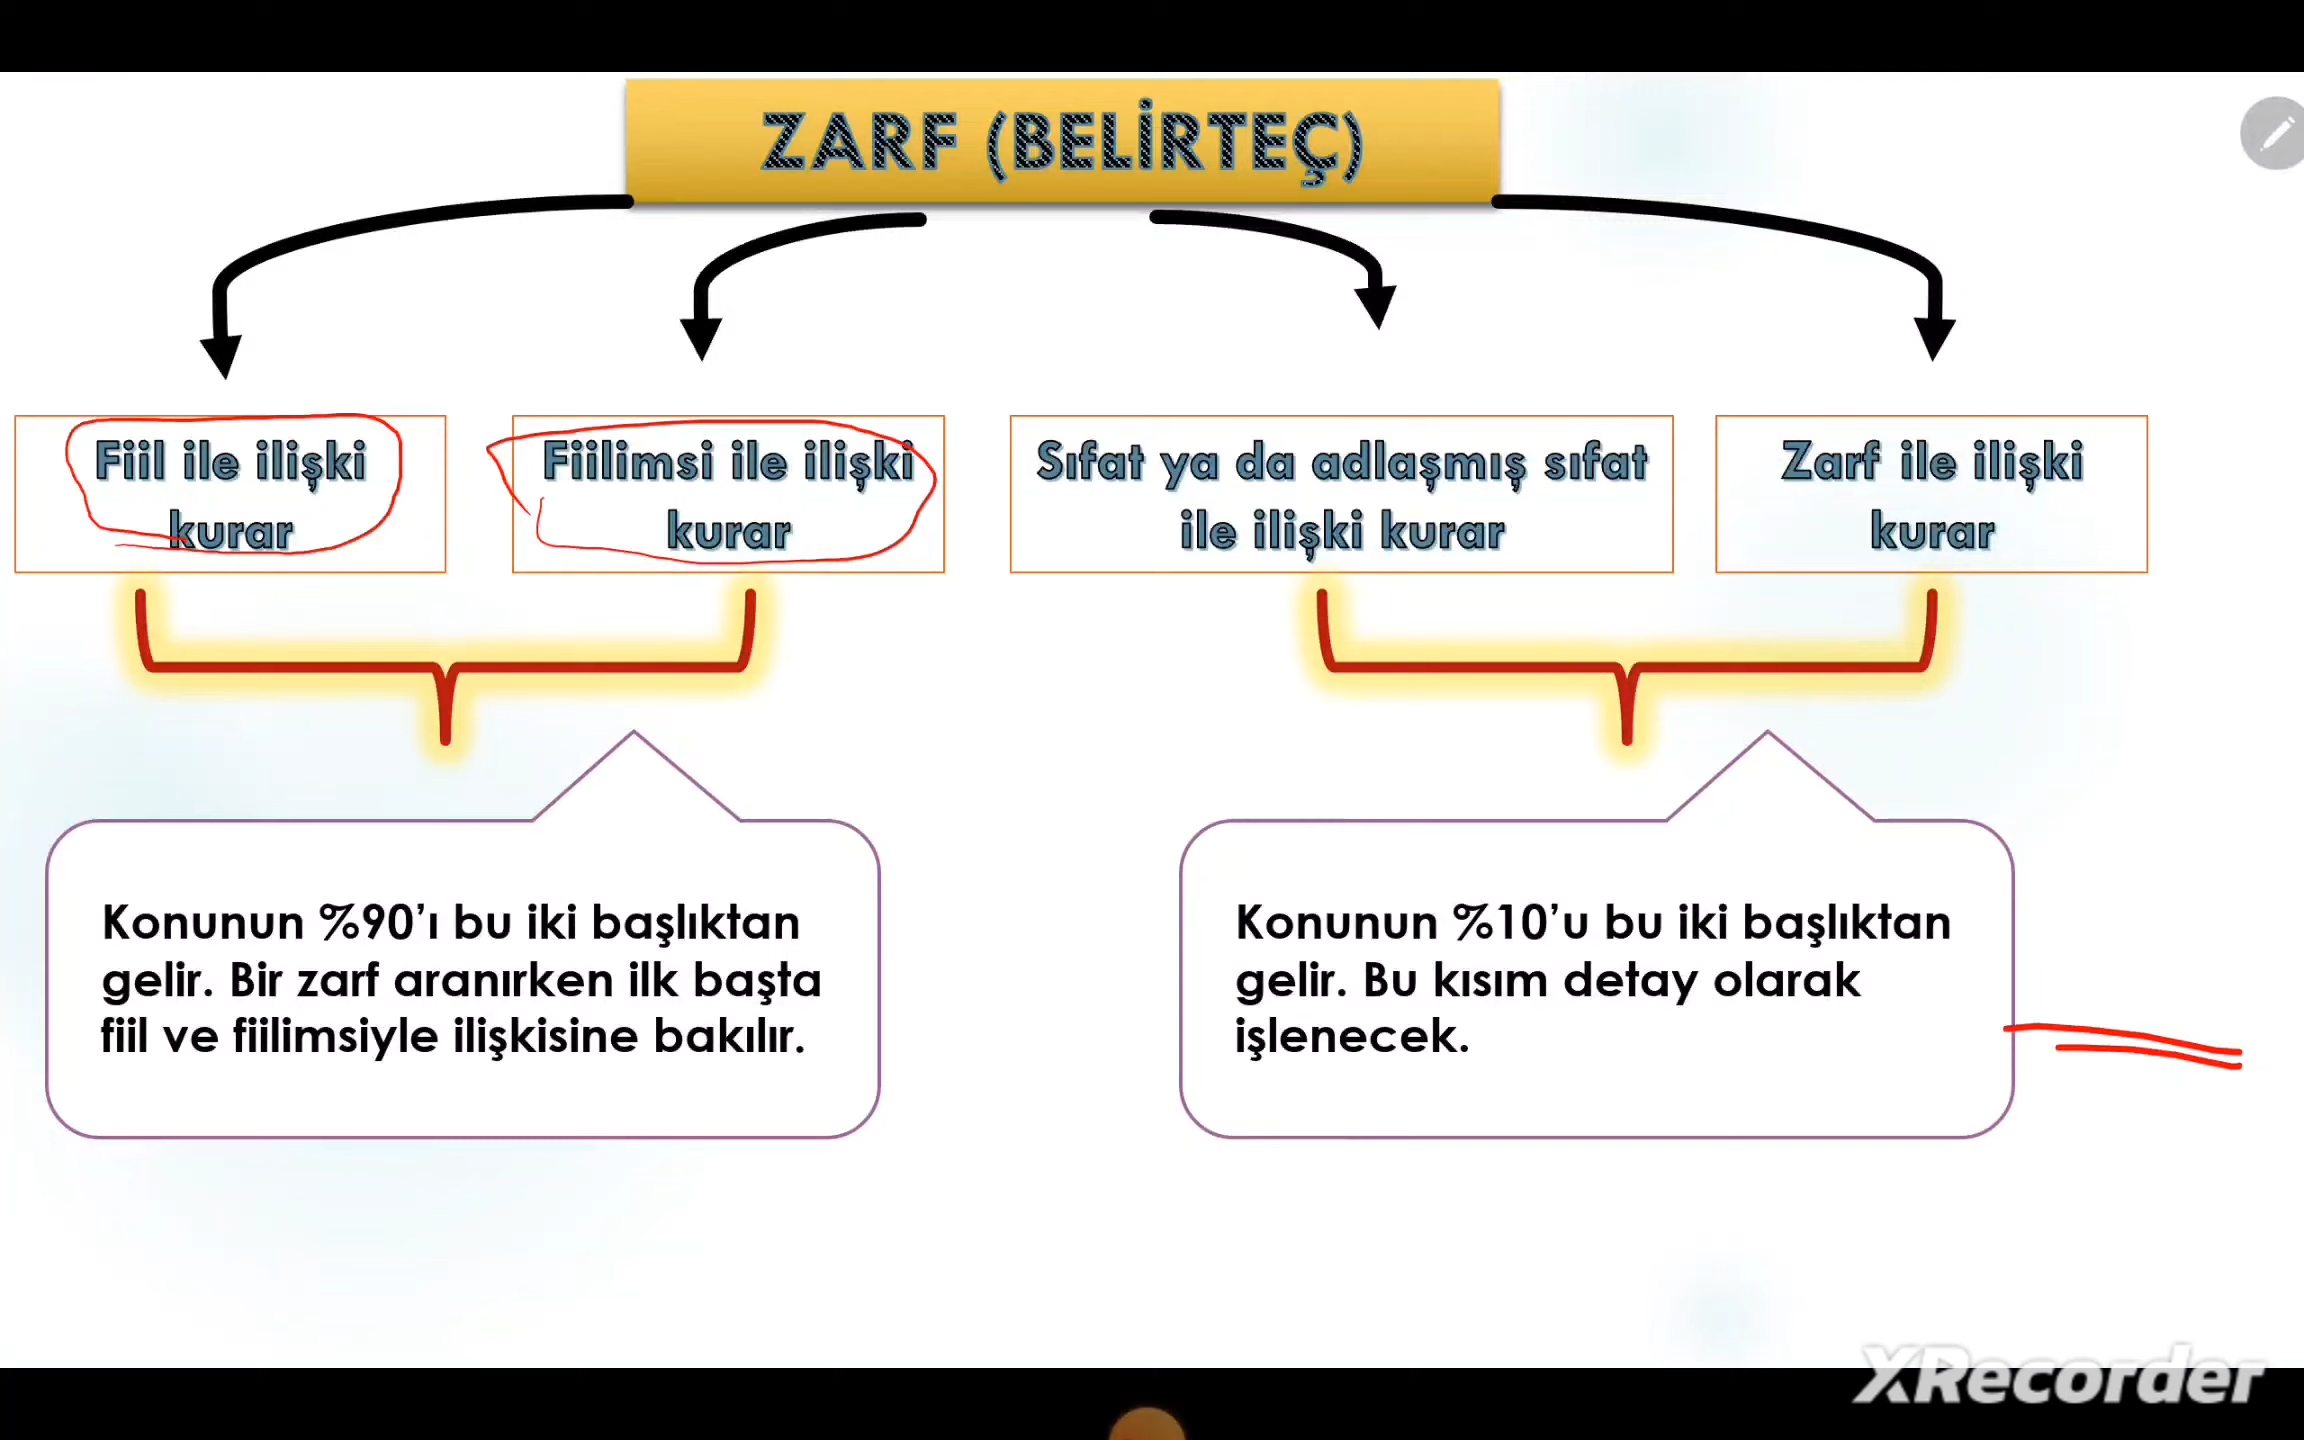 ZARF (BELİRTEÇ)
Fiil ile ilişki
kurar
Fiilimsi ile ilişki
kurar
Sıfat ya da adlaşmış sıfat
ile ilişki kurar
Zarf ile ilişki
kurar
Konunun %90’ı bu iki başlıktan
gelir. Bir zarf aranırken ilk başta
fiil ve fiilimsiyle ilişkisine bakılır.
Konunun %10’u bu iki başlıktan
gelir. Bu kısım detay olarak
işlenecek.
XRecorder